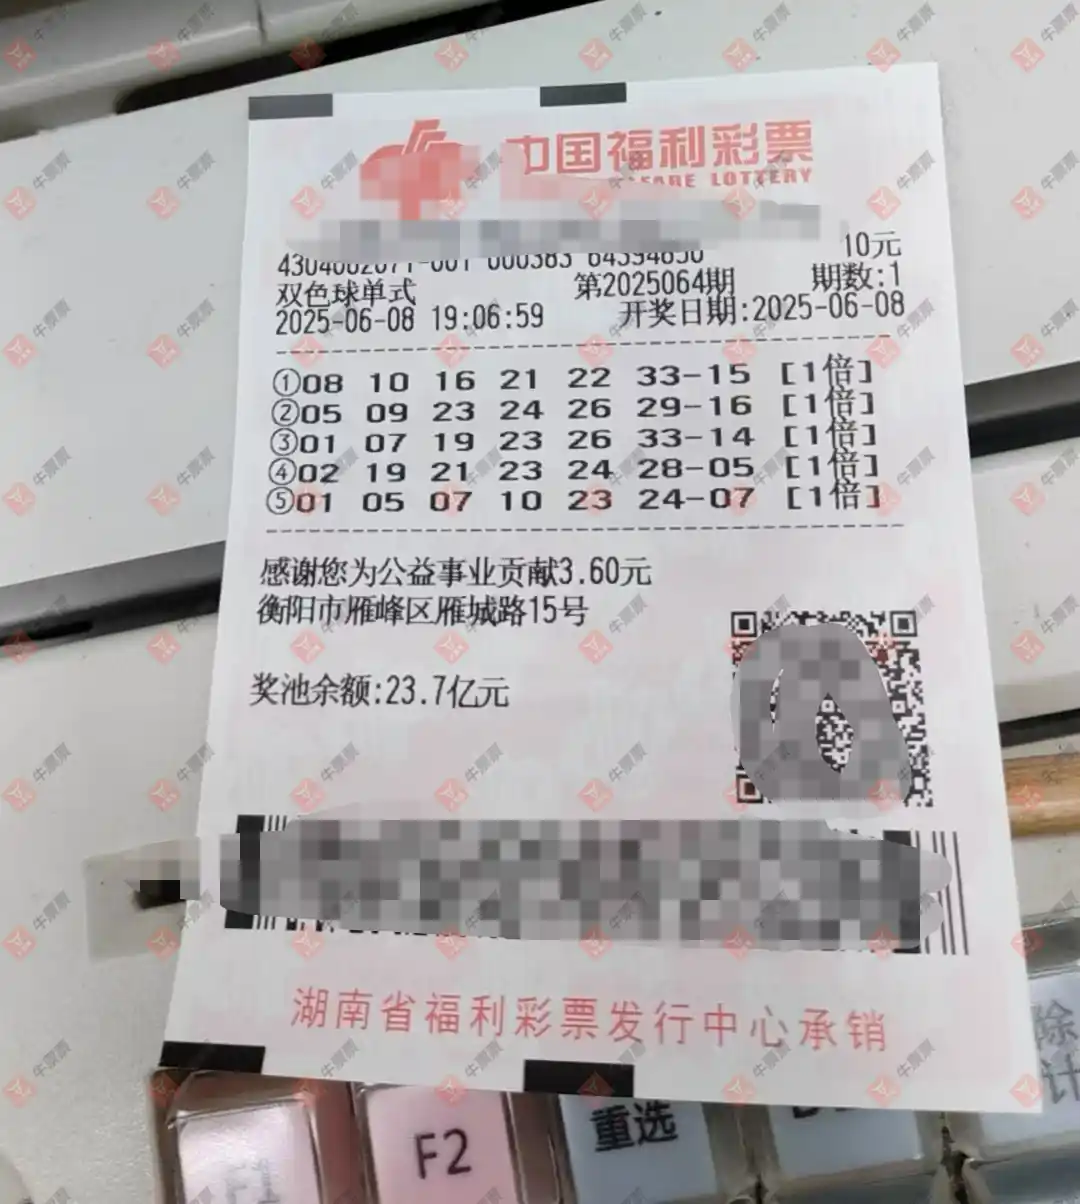 中国福利彩票
LOTTERY
10元
双色球单式 第2025064期 期数:1
2025-06-08 19:06:59 开奖日期:2025-06-08
①08 10 16 21 22 33-15 [1倍]
②05 09 23 24 26 29-16 [1倍]
③01 07 19 23 26 33-14 [1倍]
④02 19 21 23 24 28-05 [1倍]
⑤01 05 07 10 23 24-07 [1倍]
感谢您为公益事业贡献3.60元
衡阳市雁峰区雁城路15号
奖池余额:23.7亿元
湖南省福利彩票发行中心承销
除
计
F1
F2
重选
牛票票